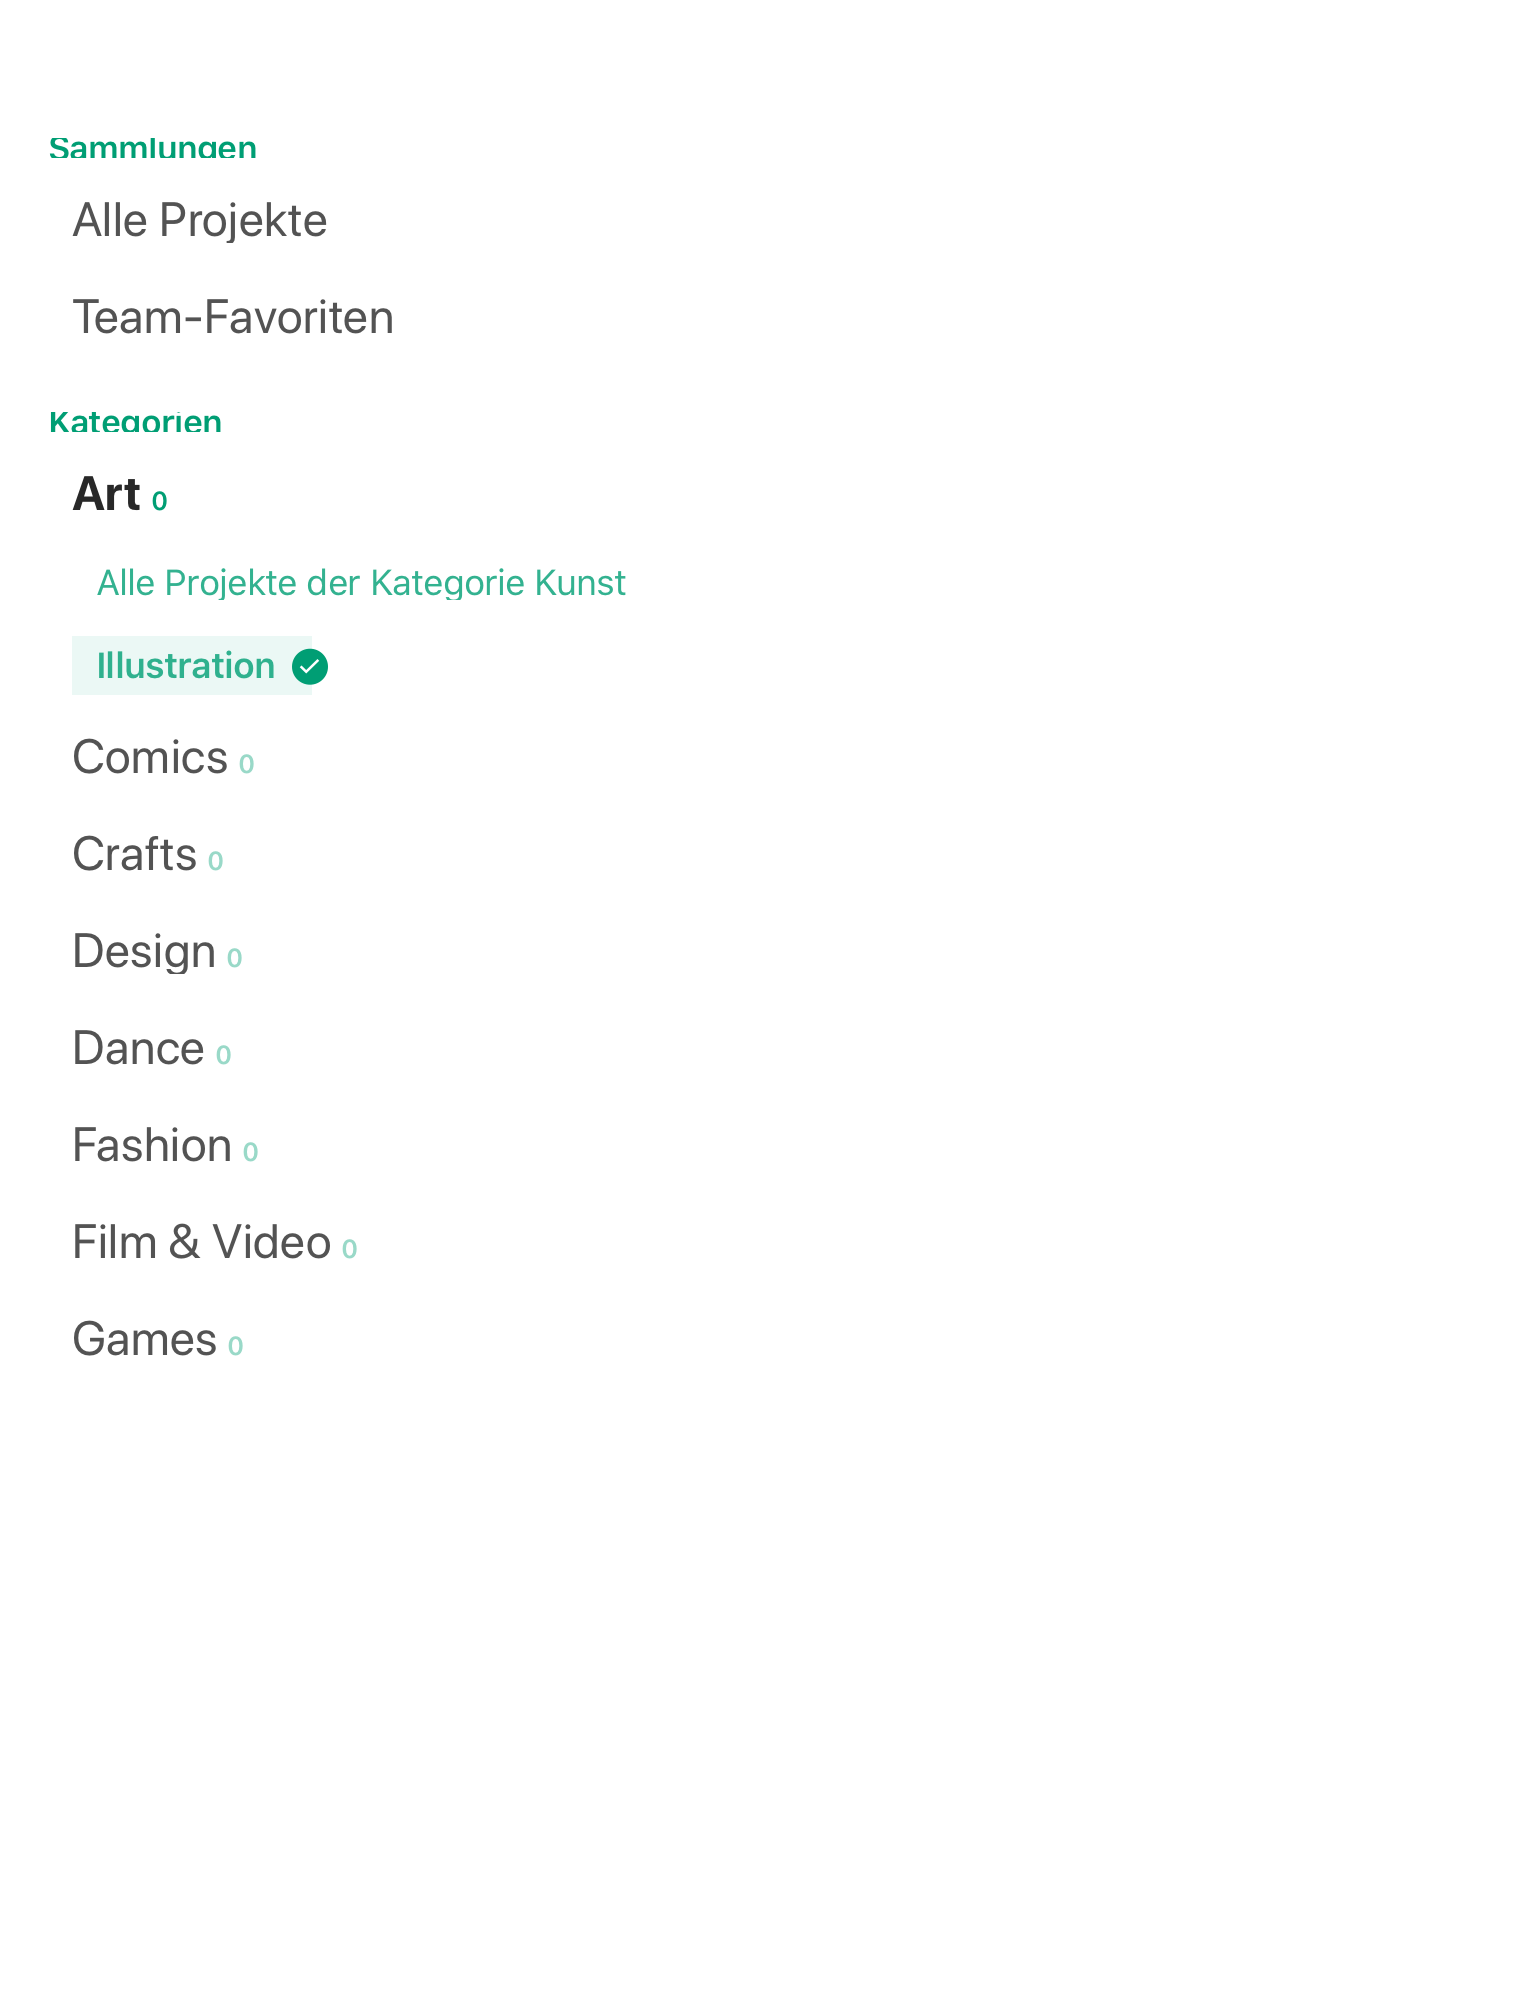 Sammlungen
Alle Projekte
Team-Favoriten
Kategorien
Art 0
Alle Projekte der Kategorie Kunst
Illustration
Comics 0
Crafts 0
Design 0
Dance 0
Fashion 0
Film & Video 0
Games 0